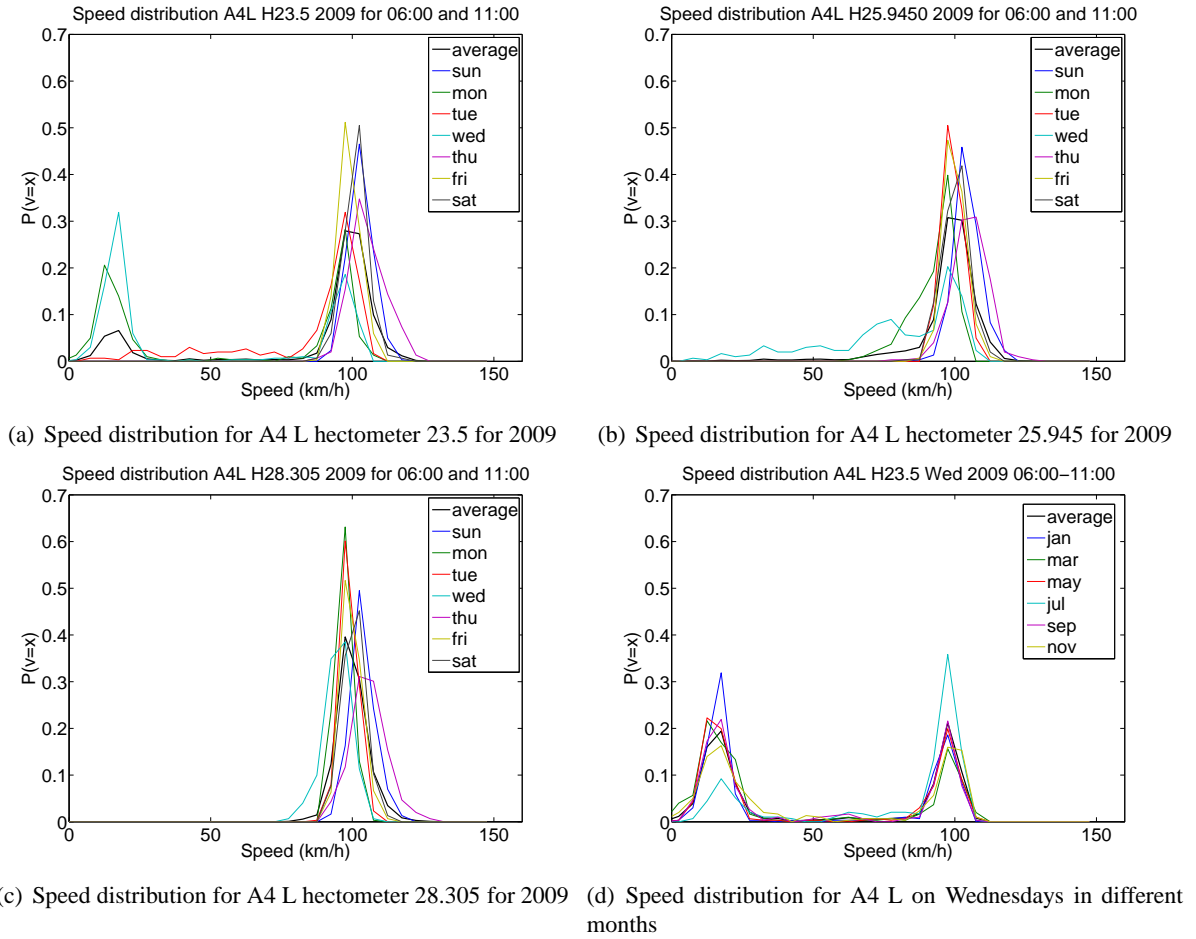 Speed distribution A4L H23.5 2009 for 06:00 and 11:00
0.7
0.6
0.5
0.4
0.3
0.2
0.1
0
P(v=x)
0 50 100 150
Speed (km/h)
average
sun
mon
tue
wed
thu
fri
sat
(a) Speed distribution for A4 L hectometer 23.5 for 2009
Speed distribution A4L H25.9450 2009 for 06:00 and 11:00
0.7
0.6
0.5
0.4
0.3
0.2
0.1
0
P(v=x)
0 50 100 150
Speed (km/h)
average
sun
mon
tue
wed
thu
fri
sat
(b) Speed distribution for A4 L hectometer 25.945 for 2009
Speed distribution A4L H28.305 2009 for 06:00 and 11:00
0.7
0.6
0.5
0.4
0.3
0.2
0.1
0
P(v=x)
0 50 100 150
Speed (km/h)
average
sun
mon
tue
wed
thu
fri
sat
c) Speed distribution for A4 L hectometer 28.305 for 2009
Speed distribution A4L H23.5 Wed 2009 06:00−11:00
0.7
0.6
0.5
0.4
0.3
0.2
0.1
0
P(v=x)
0 50 100 150
Speed (km/h)
average
jan
mar
may
jul
sep
nov
(d) Speed distribution for A4 L on Wednesdays in different
months